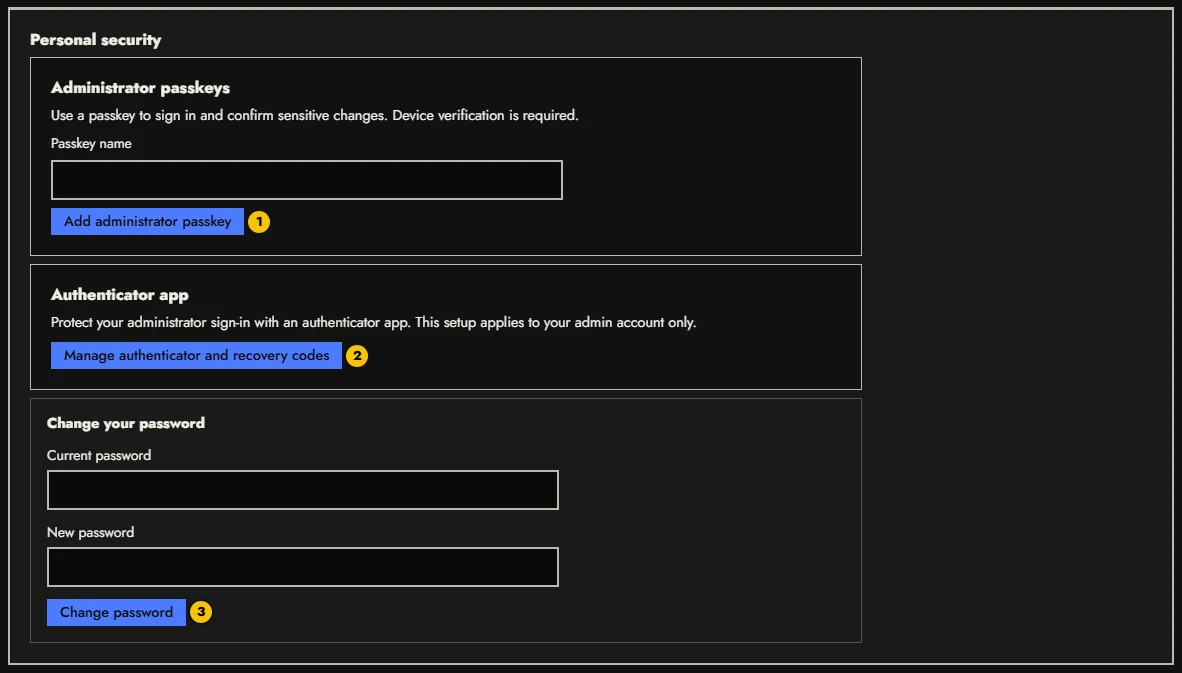 Personal security
Administrator passkeys
Use a passkey to sign in and confirm sensitive changes. Device verification is required.
Passkey name
Add administrator passkey 1
Authenticator app
Protect your administrator sign-in with an authenticator app. This setup applies to your admin account only.
Manage authenticator and recovery codes 2
Change your password
Current password
New password
Change password 3